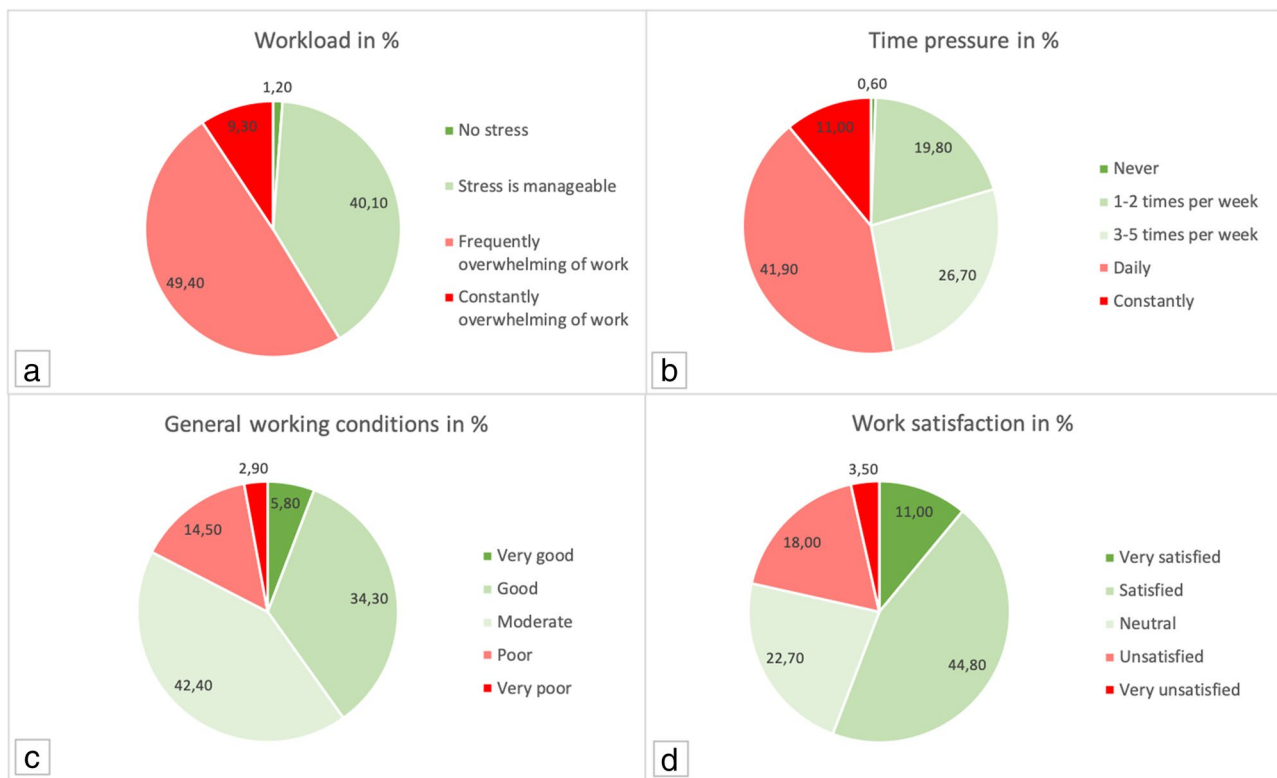 Workload in %
1,20
9,30
40,10
49,40
No stress
Stress is manageable
Frequently
overwhelming of work
Constantly
overwhelming of work
a
Time pressure in %
0,60
11,00
19,80
41,90
26,70
Never
1-2 times per week
3-5 times per week
Daily
Constantly
b
General working conditions in %
2,90
5,80
14,50
34,30
42,40
Very good
Good
Moderate
Poor
Very poor
c
Work satisfaction in %
3,50
11,00
18,00
22,70
44,80
Very satisfied
Satisfied
Neutral
Unsatisfied
Very unsatisfied
d